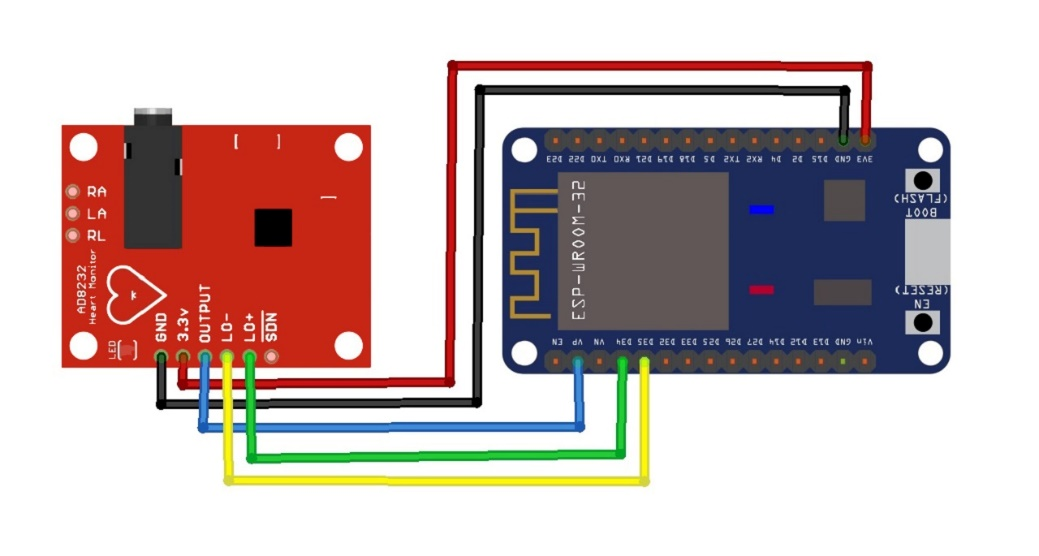 RA
LA
RL
AD8232
Heart Monitor
LED
GND
3.3v
OUTPUT
LO-
LO+
SDN
D23 D22 TX0 RX0 D21 D19 D18 D5 TX2 RX2 D4 D2 D15 GND 3V3
ESP-WROOM-32
BOOT
(FLASH)
(RESET)
EN
EN VP VN D34 D35 D32 D33 D25 D26 D27 D14 D12 D13 GND Vin